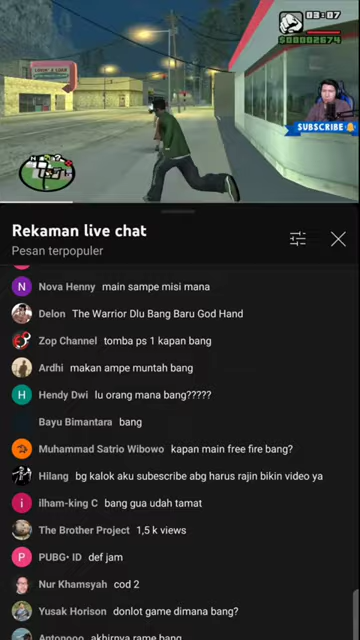 03:07
$00002674
SUBSCRIBE
N
Rekaman live chat
Pesan terpopuler
Nova Henny main sampe misi mana
Delon The Warrior Dlu Bang Baru God Hand
Zop Channel tomba ps 1 kapan bang
Ardhi makan ampe muntah bang
Hendy Dwi lu orang mana bang?????
Bayu Bimantara bang
Muhammad Satrio Wibowo kapan main free fire bang?
Hilang bg kalok aku subescribe abg harus rajin bikin video ya
ilham-king C bang gua udah tamat
The Brother Project 1,5 k views
PUBG• ID def jam
Nur Khamsyah cod 2
Yusak Horison donlot game dimana bang?
Antonooo akhirnya rame bang